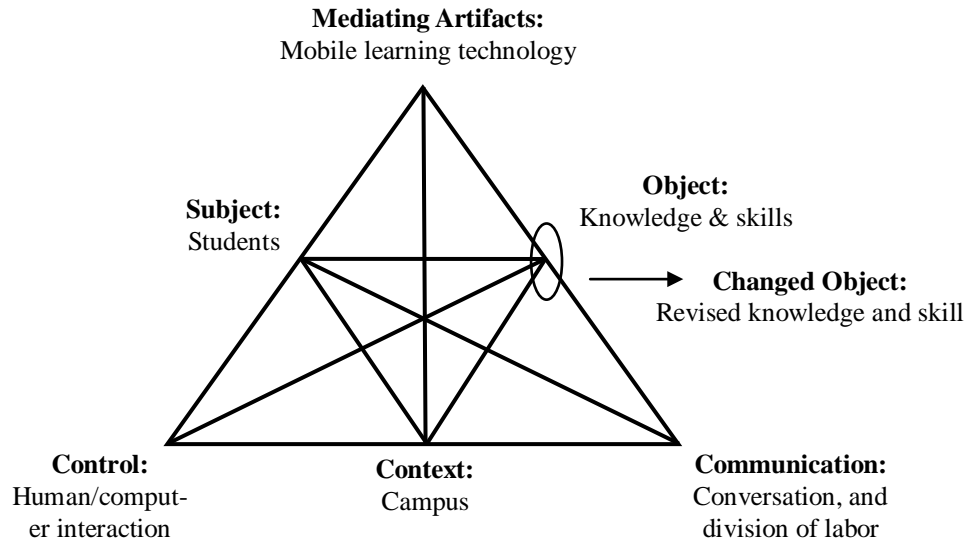 Mediating Artifacts:
Mobile learning technology
Subject:
Students
Object:
Knowledge & skills
Changed Object:
Revised knowledge and skill
Control:
Human/comput-
er interaction
Context:
Campus
Communication:
Conversation, and
division of labor